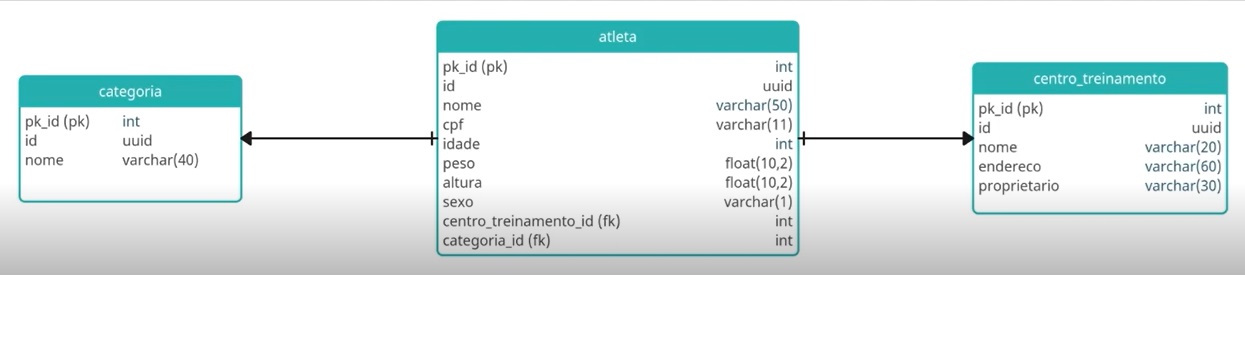 categoria
pk_id (pk) int
id uuid
nome varchar(40)
atleta
pk_id (pk) int
id uuid
nome varchar(50)
cpf varchar(11)
idade int
peso float(10,2)
altura float(10,2)
sexo varchar(1)
centro_treinamento_id (fk) int
categoria_id (fk) int
centro_treinamento
pk_id (pk) int
id uuid
nome varchar(20)
endereco varchar(60)
proprietario varchar(30)